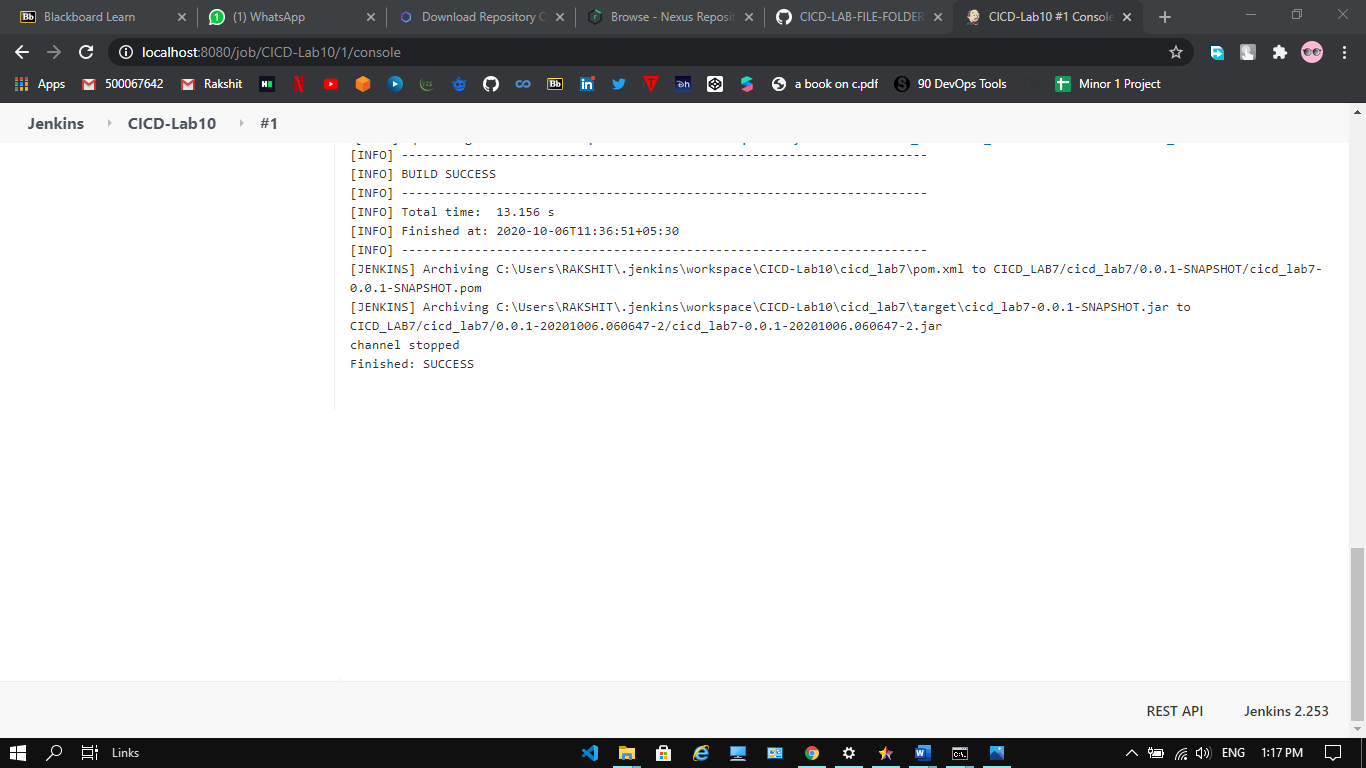 Blackboard Learn
(1) WhatsApp
Download Repository C
Browse - Nexus Reposit
CICD-LAB-FILE-FOLDER
CICD-Lab10 #1 Console
localhost:8080/job/CICD-Lab10/1/console
Apps
500067642
Rakshit
a book on c.pdf
90 DevOps Tools
Minor 1 Project
Jenkins
CICD-Lab10
#1
[INFO] ------------------------------------------------------------------------
[INFO] BUILD SUCCESS
[INFO] ------------------------------------------------------------------------
[INFO] Total time:  13.156 s
[INFO] Finished at: 2020-10-06T11:36:51+05:30
[INFO] ------------------------------------------------------------------------
[JENKINS] Archiving C:\Users\RAKSHIT\.jenkins\workspace\CICD-Lab10\cicd_lab7\pom.xml to CICD_LAB7/cicd_lab7/0.0.1-SNAPSHOT/cicd_lab7-
0.0.1-SNAPSHOT.pom
[JENKINS] Archiving C:\Users\RAKSHIT\.jenkins\workspace\CICD-Lab10\cicd_lab7\target\cicd_lab7-0.0.1-SNAPSHOT.jar to
CICD_LAB7/cicd_lab7/0.0.1-20201006.060647-2/cicd_lab7-0.0.1-20201006.060647-2.jar
channel stopped
Finished: SUCCESS
REST API
Jenkins 2.253
Links
ENG
1:17 PM